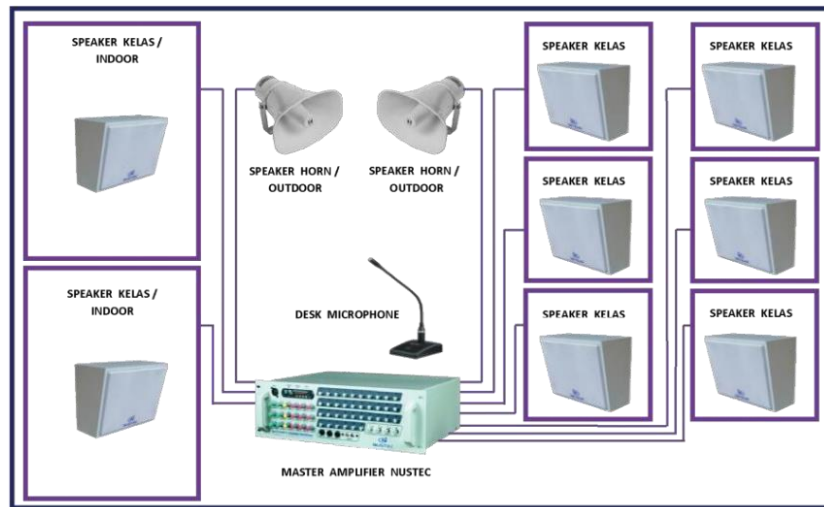 SPEAKER KELAS /
INDOOR
SPEAKER HORN /
OUTDOOR
SPEAKER HORN /
OUTDOOR
SPEAKER KELAS
SPEAKER KELAS
SPEAKER KELAS
SPEAKER KELAS
SPEAKER KELAS /
INDOOR
DESK MICROPHONE
SPEAKER KELAS
SPEAKER KELAS
MASTER AMPLIFIER NUSTEC